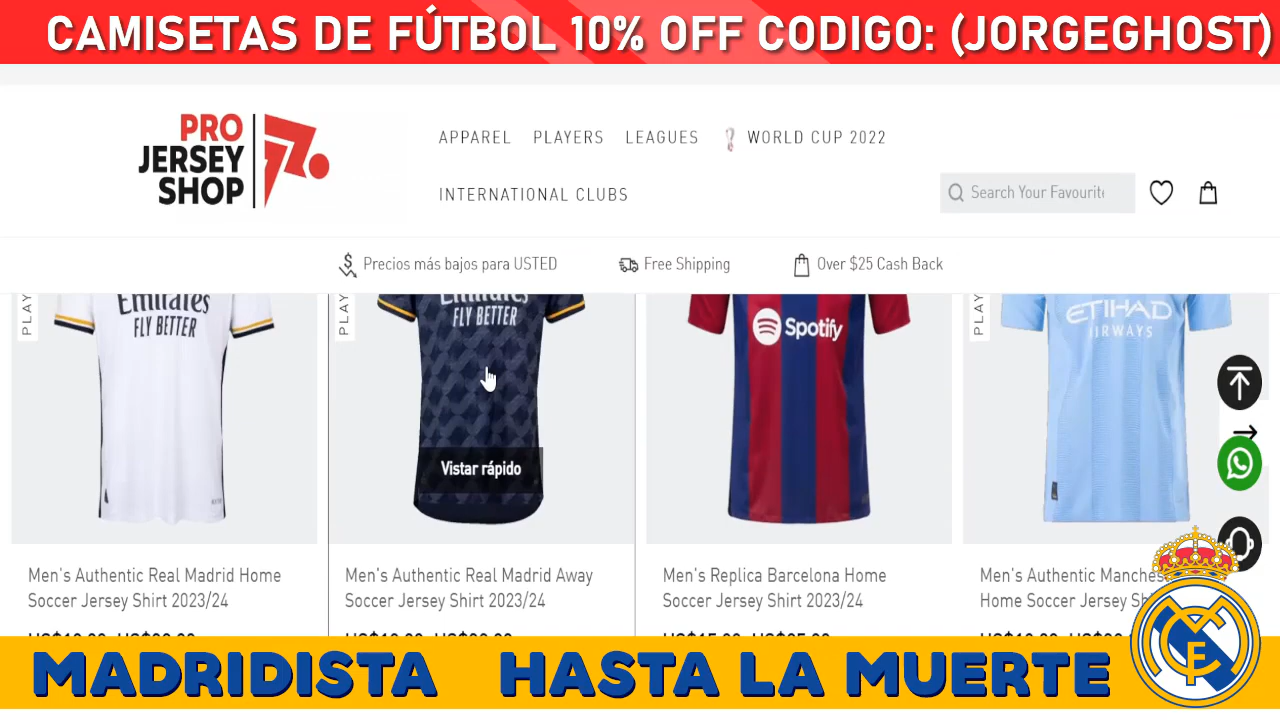 CAMISETAS DE FÚTBOL 10% OFF CODIGO: (JORGEGHOST)
PRO
JERSEY
SHOP
APPAREL PLAYERS LEAGUES WORLD CUP 2022
INTERNATIONAL CLUBS
Search Your Favourite
Precios más bajos para USTED Free Shipping Over $25 Cash Back
PLAY
Emirates
FLY BETTER
PLAY
Emirates
FLY BETTER
Spotify
PLAY
ETIHAD
AIRWAYS
Vistar rápido
Men's Authentic Real Madrid Home
Soccer Jersey Shirt 2023/24
Men's Authentic Real Madrid Away
Soccer Jersey Shirt 2023/24
Men's Replica Barcelona Home
Soccer Jersey Shirt 2023/24
Men's Authentic Manches
Home Soccer Jersey Sh
MADRIDISTA HASTA LA MUERTE